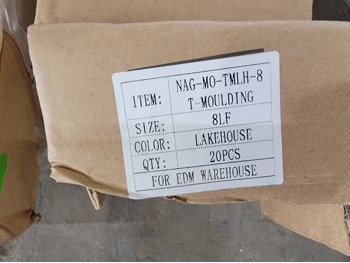 ITEM: NAG-MO-TMLH-8
T-MOULDING
SIZE: 8LF
COLOR: LAKEHOUSE
QTY: 20PCS
FOR EDM WAREHOUSE